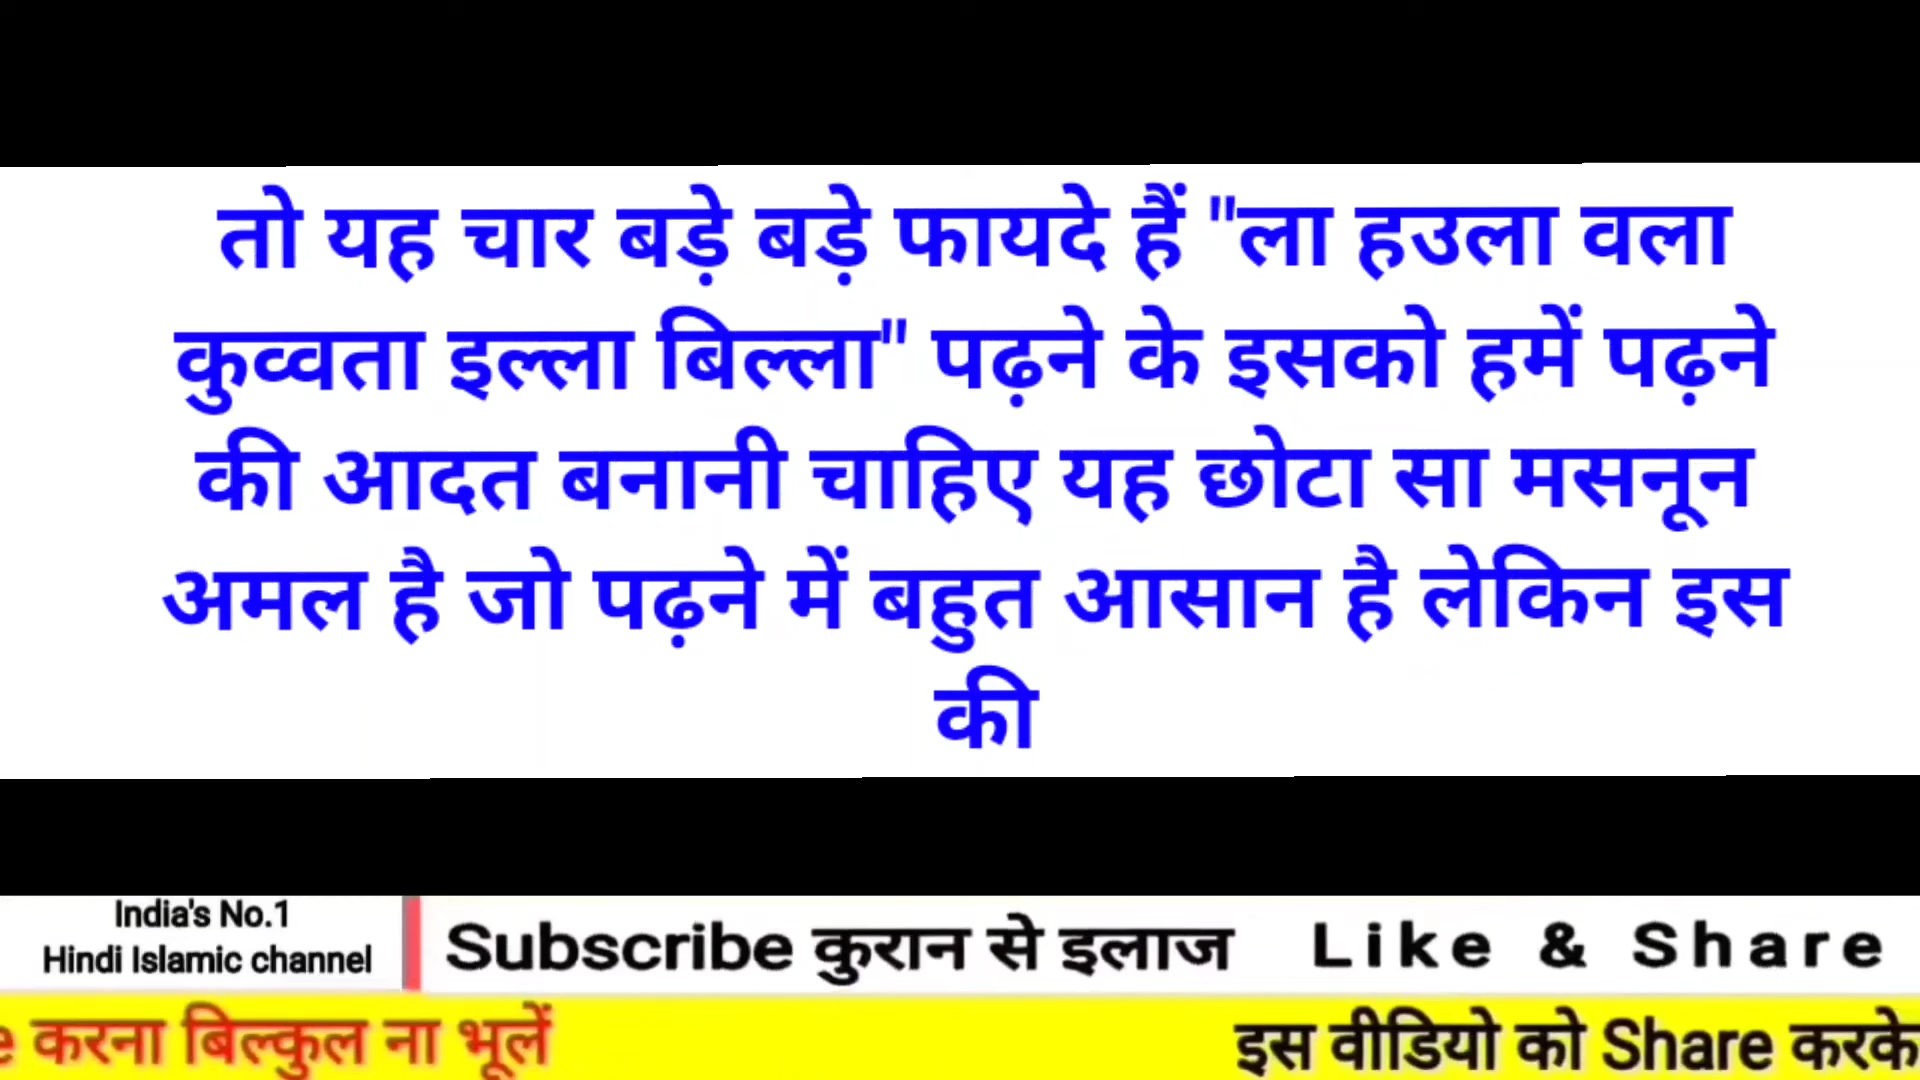 तो यह चार बड़े बड़े फायदे हैं "ला हउला वला
कुव्वता इल्ला बिल्ला" पढ़ने के इसको हमें पढ़ने
की आदत बनानी चाहिए यह छोटा सा मसनून
अमल है जो पढ़ने में बहुत आसान है लेकिन इस
की
India's No.1
Hindi Islamic channel
Subscribe कुरान से इलाज Like & Share
करना बिल्कुल ना भूलें इस वीडियो को Share करके